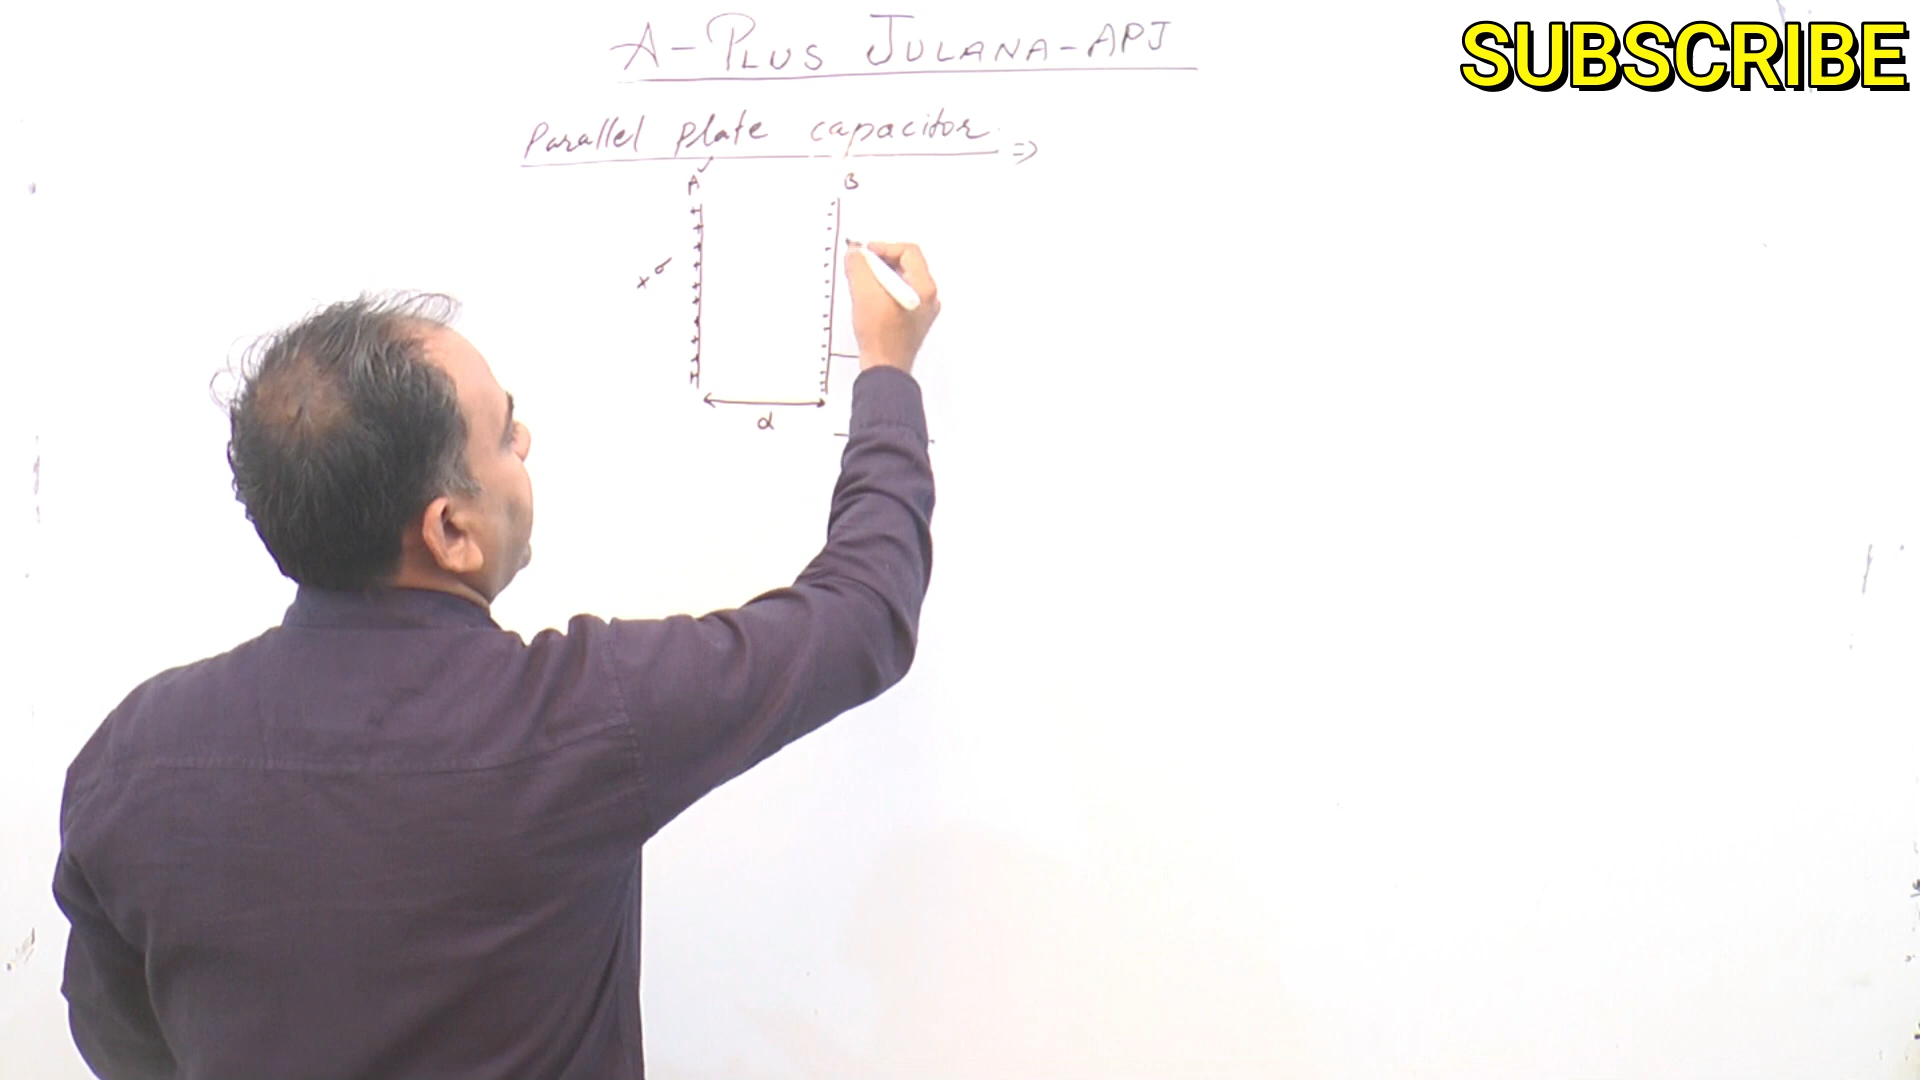 A-PLUS JULANA-APJ
SUBSCRIBE
Parallel plate capacitor =>
A B
+σ
d